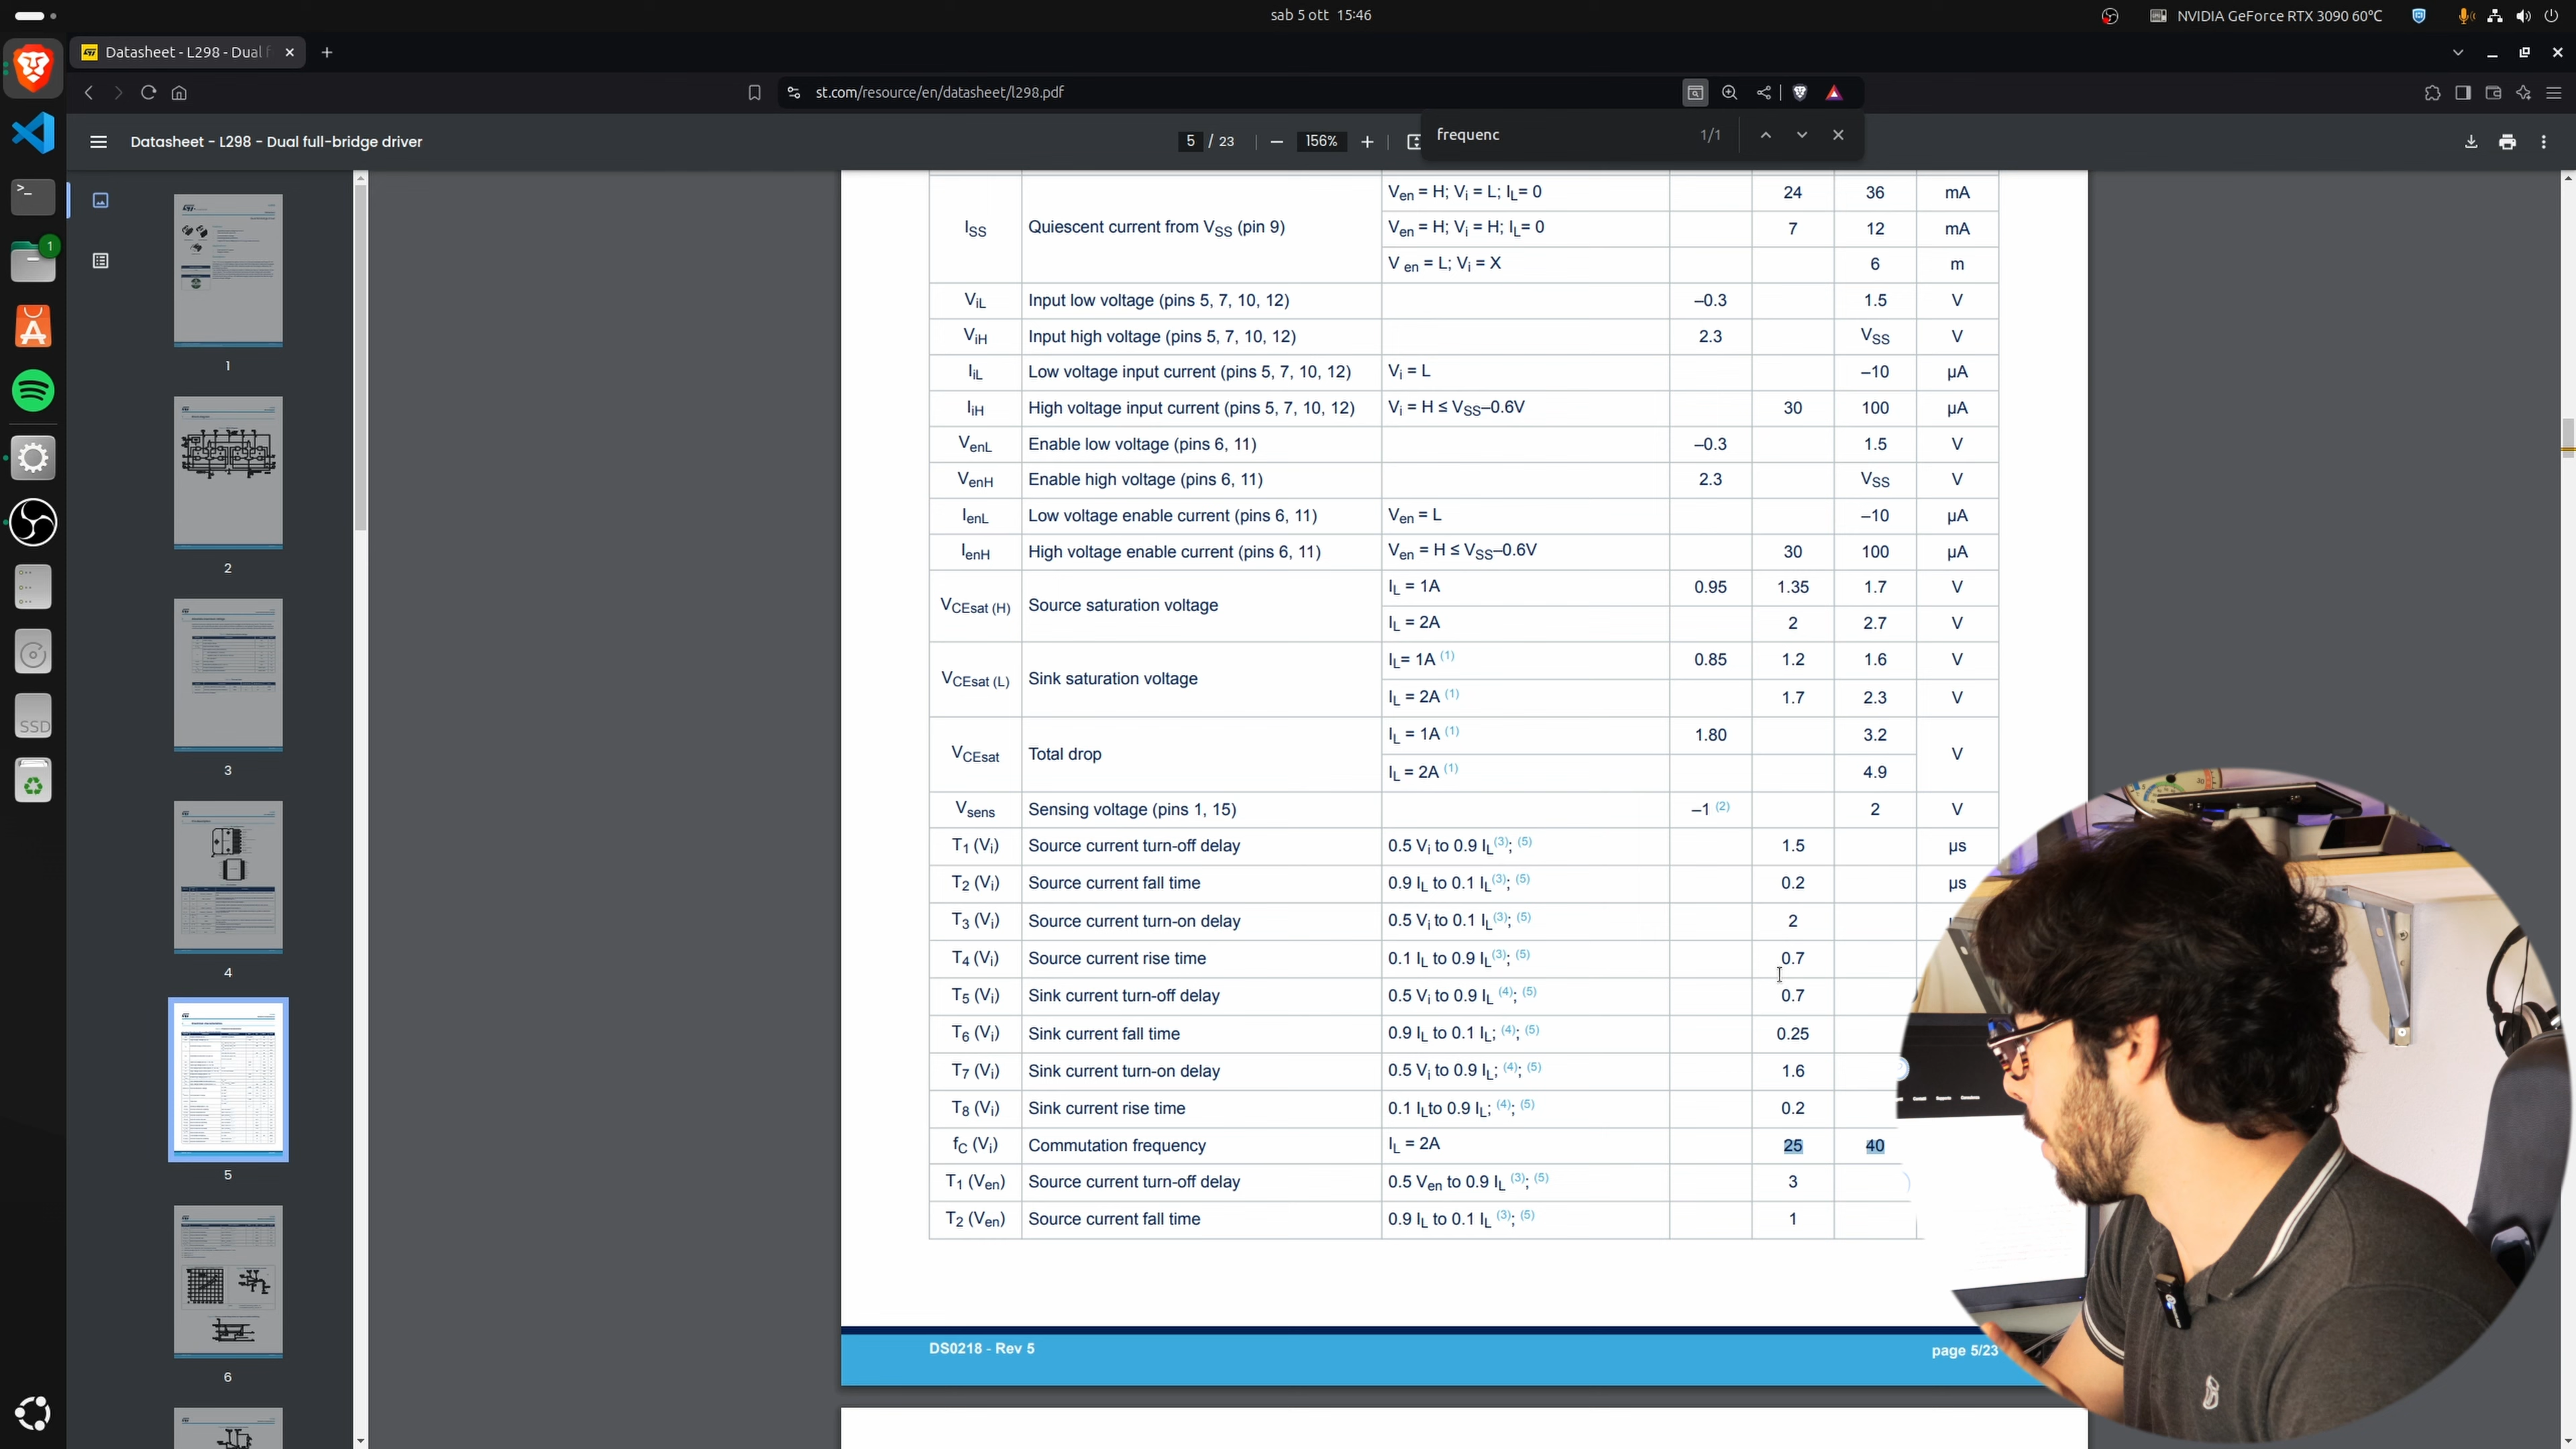 sab 5 ott 15:46
NVIDIA GeForce RTX 3090 60°C
Datasheet - L298 - Dual f
st.com/resource/en/datasheet/l298.pdf
frequenc 1/1
Datasheet - L298 - Dual full-bridge driver
5 / 23
156%
1
2
3
4
5
6
SSD
ISS Quiescent current from VSS (pin 9)
Ven = H; Vi = L; IL= 0 24 36 mA
Ven = H; Vi = H; IL= 0 7 12 mA
V en = L; Vi = X 6 m
ViL Input low voltage (pins 5, 7, 10, 12) –0.3 1.5 V
ViH Input high voltage (pins 5, 7, 10, 12) 2.3 VSS V
IiL Low voltage input current (pins 5, 7, 10, 12) Vi = L –10 µA
IiH High voltage input current (pins 5, 7, 10, 12) Vi = H ≤ VSS–0.6V 30 100 µA
VenL Enable low voltage (pins 6, 11) –0.3 1.5 V
VenH Enable high voltage (pins 6, 11) 2.3 VSS V
IenL Low voltage enable current (pins 6, 11) Ven = L –10 µA
IenH High voltage enable current (pins 6, 11) Ven = H ≤ VSS–0.6V 30 100 µA
VCEsat (H) Source saturation voltage
IL = 1A 0.95 1.35 1.7 V
IL = 2A 2 2.7 V
VCEsat (L) Sink saturation voltage
IL= 1A (1) 0.85 1.2 1.6 V
IL = 2A (1) 1.7 2.3 V
VCEsat Total drop
IL = 1A (1) 1.80 3.2
V
IL = 2A (1) 4.9
Vsens Sensing voltage (pins 1, 15) –1 (2) 2 V
T1 (Vi) Source current turn-off delay 0.5 Vi to 0.9 IL(3); (5) 1.5 µs
T2 (Vi) Source current fall time 0.9 IL to 0.1 IL(3); (5) 0.2 µs
T3 (Vi) Source current turn-on delay 0.5 Vi to 0.1 IL(3); (5) 2
T4 (Vi) Source current rise time 0.1 IL to 0.9 IL(3); (5) 0.7
T5 (Vi) Sink current turn-off delay 0.5 Vi to 0.9 IL (4); (5) 0.7
T6 (Vi) Sink current fall time 0.9 IL to 0.1 IL; (4); (5) 0.25
T7 (Vi) Sink current turn-on delay 0.5 Vi to 0.9 IL; (4); (5) 1.6
T8 (Vi) Sink current rise time 0.1 ILto 0.9 IL; (4); (5) 0.2
fC (Vi) Commutation frequency IL = 2A 25 40
T1 (Ven) Source current turn-off delay 0.5 Ven to 0.9 IL (3); (5) 3
T2 (Ven) Source current fall time 0.9 IL to 0.1 IL (3); (5) 1
DS0218 - Rev 5
page 5/23